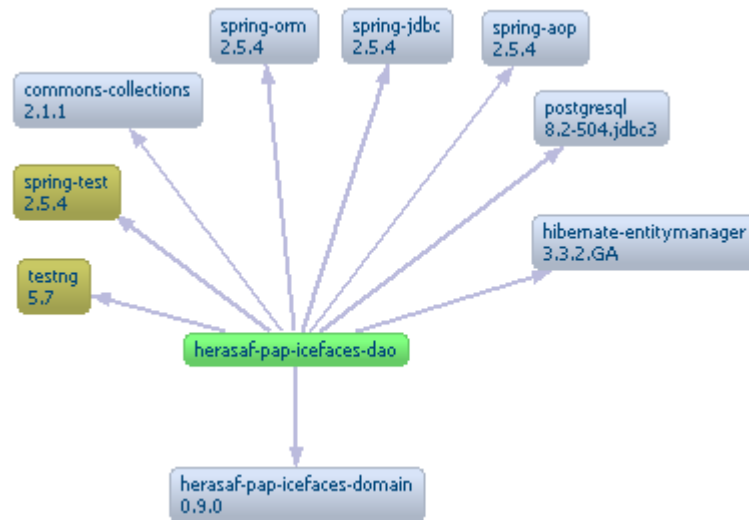 spring-orm
2.5.4
spring-jdbc
2.5.4
spring-aop
2.5.4
commons-collections
2.1.1
postgresql
8.2-504.jdbc3
spring-test
2.5.4
hibernate-entitymanager
3.3.2.GA
testng
5.7
herasaf-pap-icefaces-dao
herasaf-pap-icefaces-domain
0.9.0